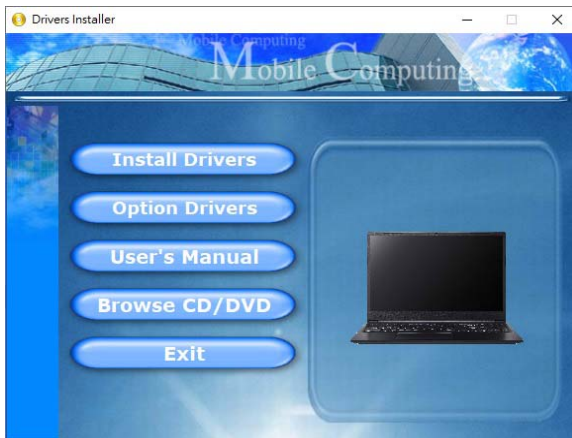 Drivers Installer
Mobile Computing
Mobile Computing
Install Drivers
Option Drivers
User's Manual
Browse CD/DVD
Exit